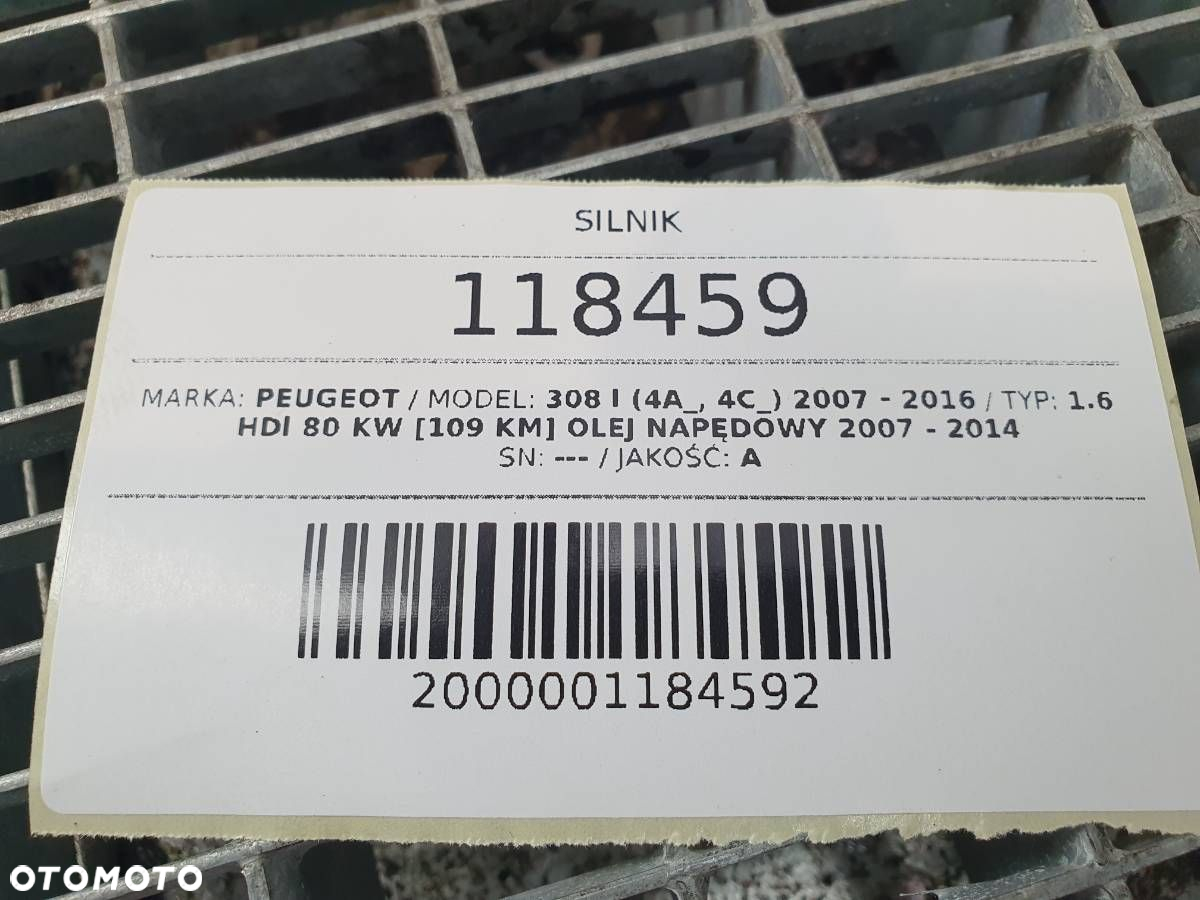 SILNIK
118459
MARKA: PEUGEOT / MODEL: 308 I (4A_, 4C_) 2007 - 2016 / TYP: 1.6
HDI 80 KW [109 KM] OLEJ NAPĘDOWY 2007 - 2014
SN: --- / JAKOŚĆ: A
2000001184592
OTOMOTO